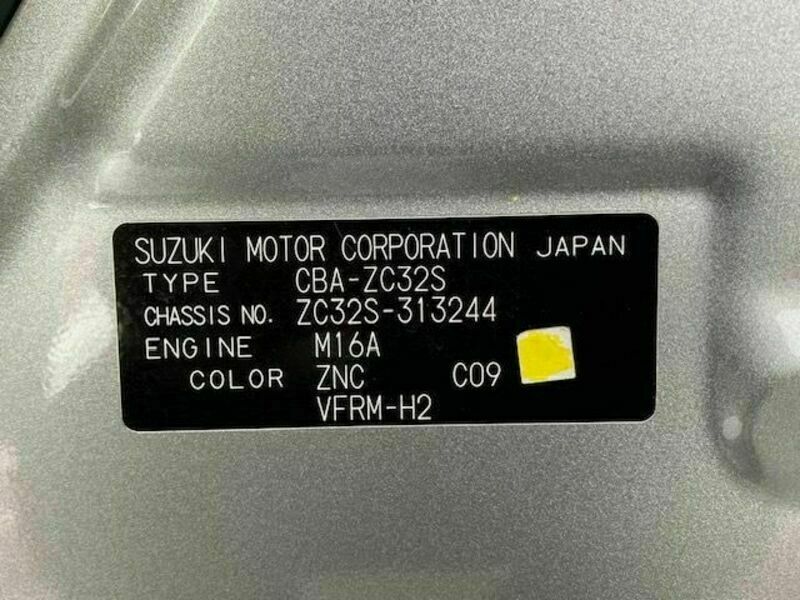 SUZUKI MOTOR CORPORATION JAPAN
TYPE CBA-ZC32S
CHASSIS NO. ZC32S-313244
ENGINE M16A
COLOR ZNC C09
VFRM-H2